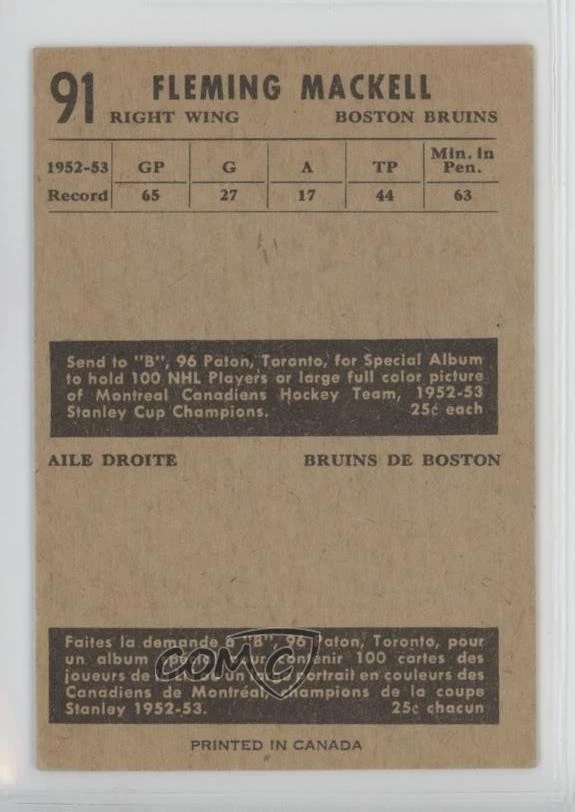 91 FLEMING MACKELL
RIGHT WING BOSTON BRUINS
1952-53 GP G A TP Min. in Pen.
Record 65 27 17 44 63
Send to "B", 96 Paton, Toronto, for Special Album
to hold 100 NHL Players or large full color picture
of Montreal Canadiens Hockey Team, 1952-53
Stanley Cup Champions. 25¢ each
AILE DROITE BRUINS DE BOSTON
Faites la demande à "B", 96 Paton, Toronto, pour
un album contenir 100 cartes des
joueurs de un portrait en couleurs des
Canadiens de Montréal, champions de la coupe
Stanley 1952-53. 25¢ chacun
COMC
PRINTED IN CANADA